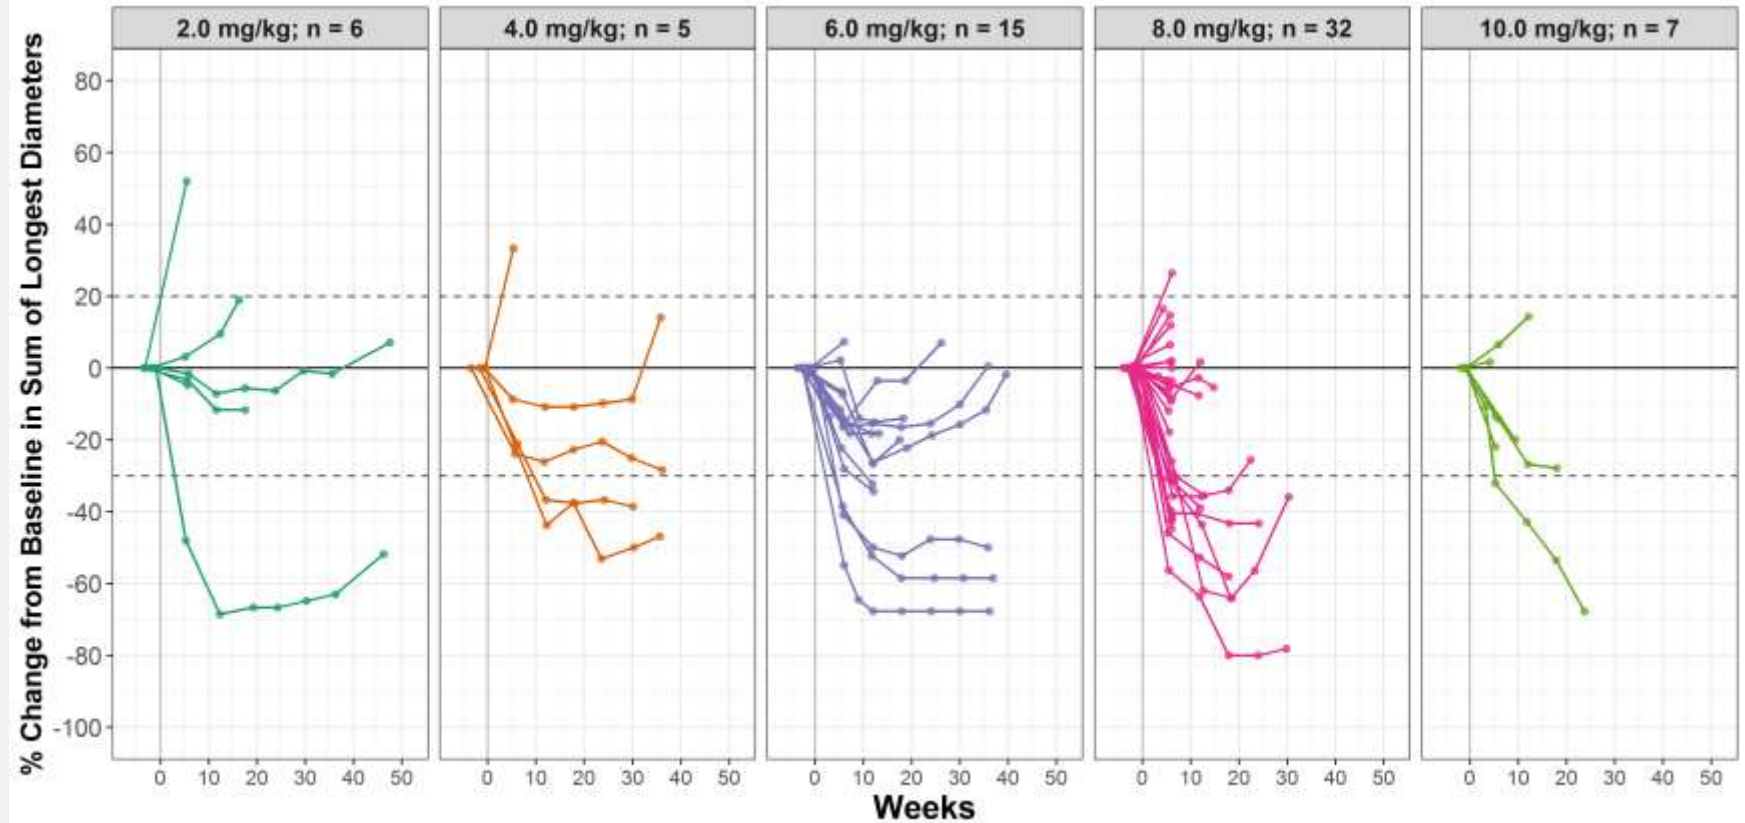 % Change from Baseline in Sum of Longest Diameters
2.0 mg/kg; n = 6
4.0 mg/kg; n = 5
6.0 mg/kg; n = 15
8.0 mg/kg; n = 32
10.0 mg/kg; n = 7
80
60
40
20
0
-20
-40
-60
-80
-100
0 10 20 30 40 50
0 10 20 30 40 50
0 10 20 30 40 50
0 10 20 30 40 50
0 10 20 30 40 50
Weeks